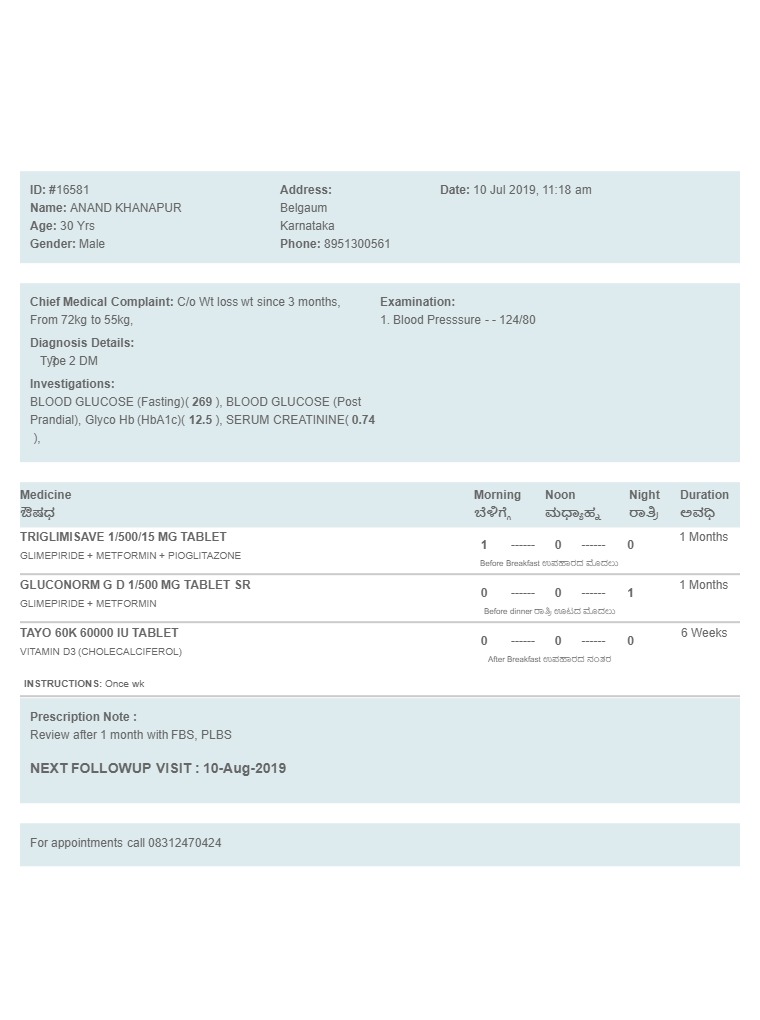 ID: #16581
Name: ANAND KHANAPUR
Age: 30 Yrs
Gender: Male
Address:
Belgaum
Karnataka
Phone: 8951300561
Date: 10 Jul 2019, 11:18 am
Chief Medical Complaint: C/o Wt loss wt since 3 months,
From 72kg to 55kg,
Diagnosis Details:
Type 2 DM
Investigations:
BLOOD GLUCOSE (Fasting)( 269 ), BLOOD GLUCOSE (Post
Prandial), Glyco Hb (HbA1c)( 12.5 ), SERUM CREATININE( 0.74
),
Examination:
1. Blood Presssure - - 124/80
Medicine Morning Noon Night Duration
ಔಷಧ ಬೆಳಿಗ್ಗೆ ಮಧ್ಯಾಹ್ನ ರಾತ್ರಿ ಅವಧಿ
TRIGLIMISAVE 1/500/15 MG TABLET 1 ------ 0 ------ 0 1 Months
GLIMEPIRIDE + METFORMIN + PIOGLITAZONE
Before Breakfast ಉಪಹಾರದ ಮೊದಲು
GLUCONORM G D 1/500 MG TABLET SR 0 ------ 0 ------ 1 1 Months
GLIMEPIRIDE + METFORMIN
Before dinner ರಾತ್ರಿ ಊಟದ ಮೊದಲು
TAYO 60K 60000 IU TABLET 0 ------ 0 ------ 0 6 Weeks
VITAMIN D3 (CHOLECALCIFEROL)
After Breakfast ಉಪಹಾರದ ನಂತರ
INSTRUCTIONS: Once wk
Prescription Note :
Review after 1 month with FBS, PLBS
NEXT FOLLOWUP VISIT : 10-Aug-2019
For appointments call 08312470424